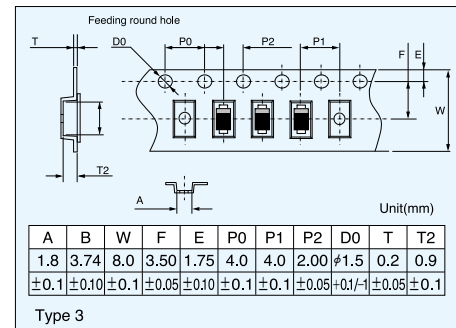 Feeding round hole
T D0 P0 P2 P1 F E
W
T2
A
Unit(mm)
A B W F E P0 P1 P2 D0 T T2
1.8 3.74 8.0 3.50 1.75 4.0 4.0 2.00 φ1.5 0.2 0.9
±0.1 ±0.10 ±0.1 ±0.05 ±0.10 ±0.1 ±0.1 ±0.05 +0.1/-1 ±0.05 ±0.1
Type 3